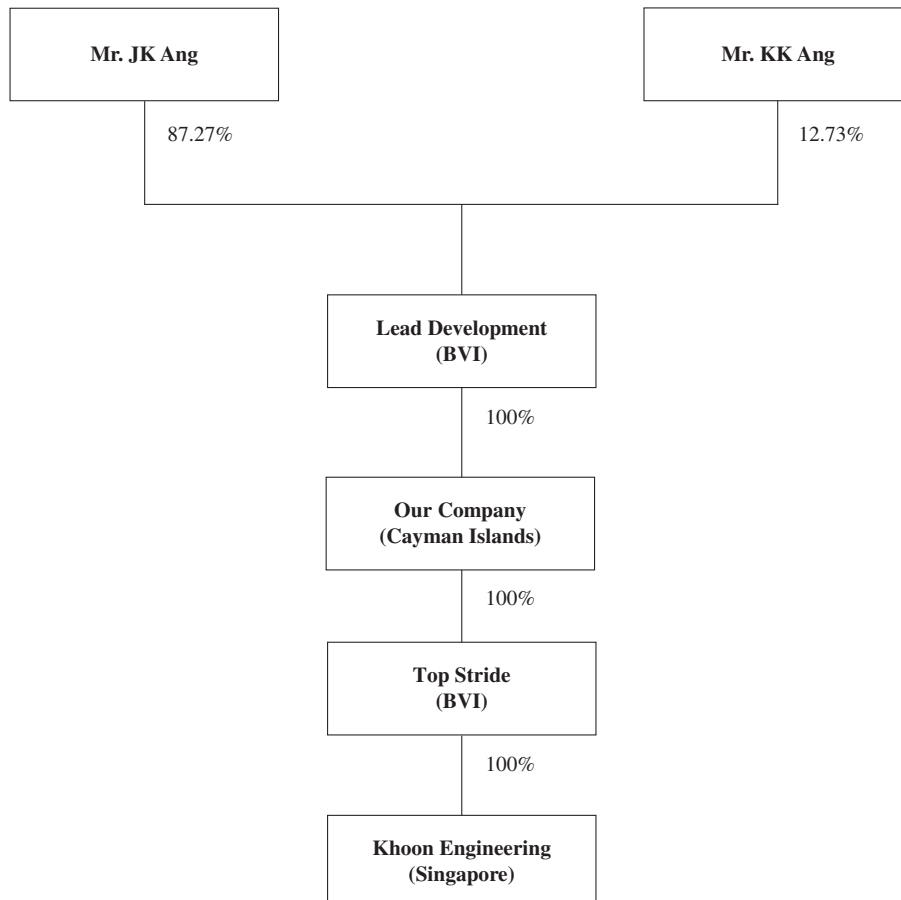 Mr. JK Ang
Mr. KK Ang
87.27%
12.73%
Lead Development
(BVI)
100%
Our Company
(Cayman Islands)
100%
Top Stride
(BVI)
100%
Khoon Engineering
(Singapore)